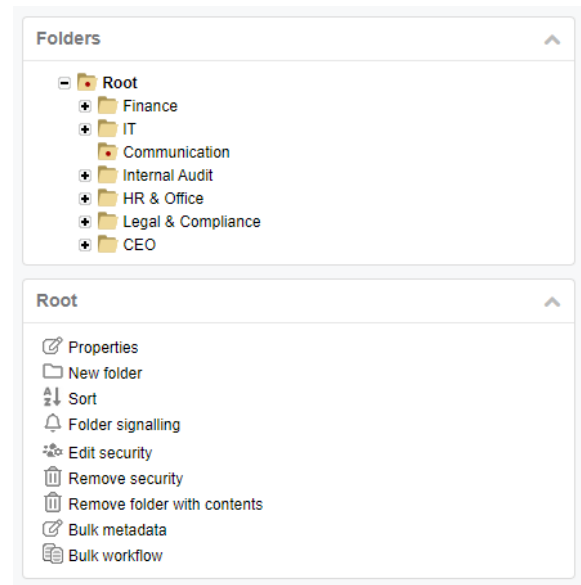 Folders
Root
Finance
IT
Communication
Internal Audit
HR & Office
Legal & Compliance
CEO
Root
Properties
New folder
Sort
Folder signalling
Edit security
Remove security
Remove folder with contents
Bulk metadata
Bulk workflow